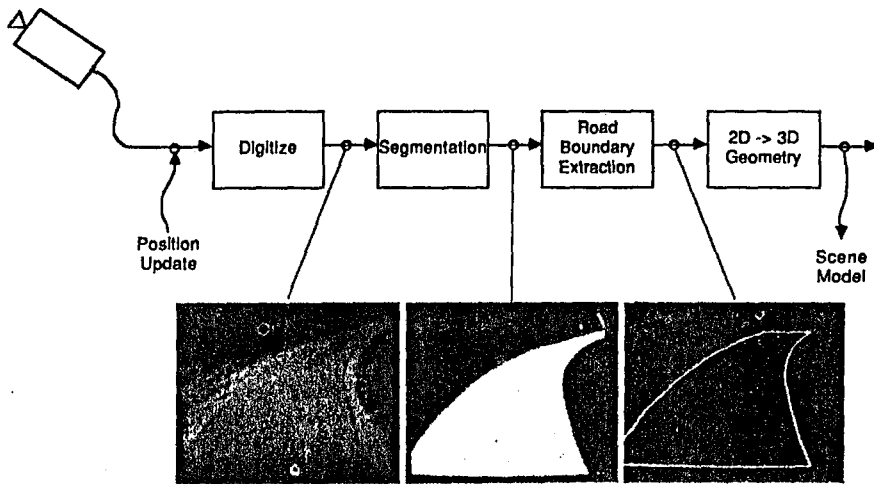 Digitize
Segmentation
Road
Boundary
Extraction
2D -> 3D
Geometry
Position
Update
Scene
Model